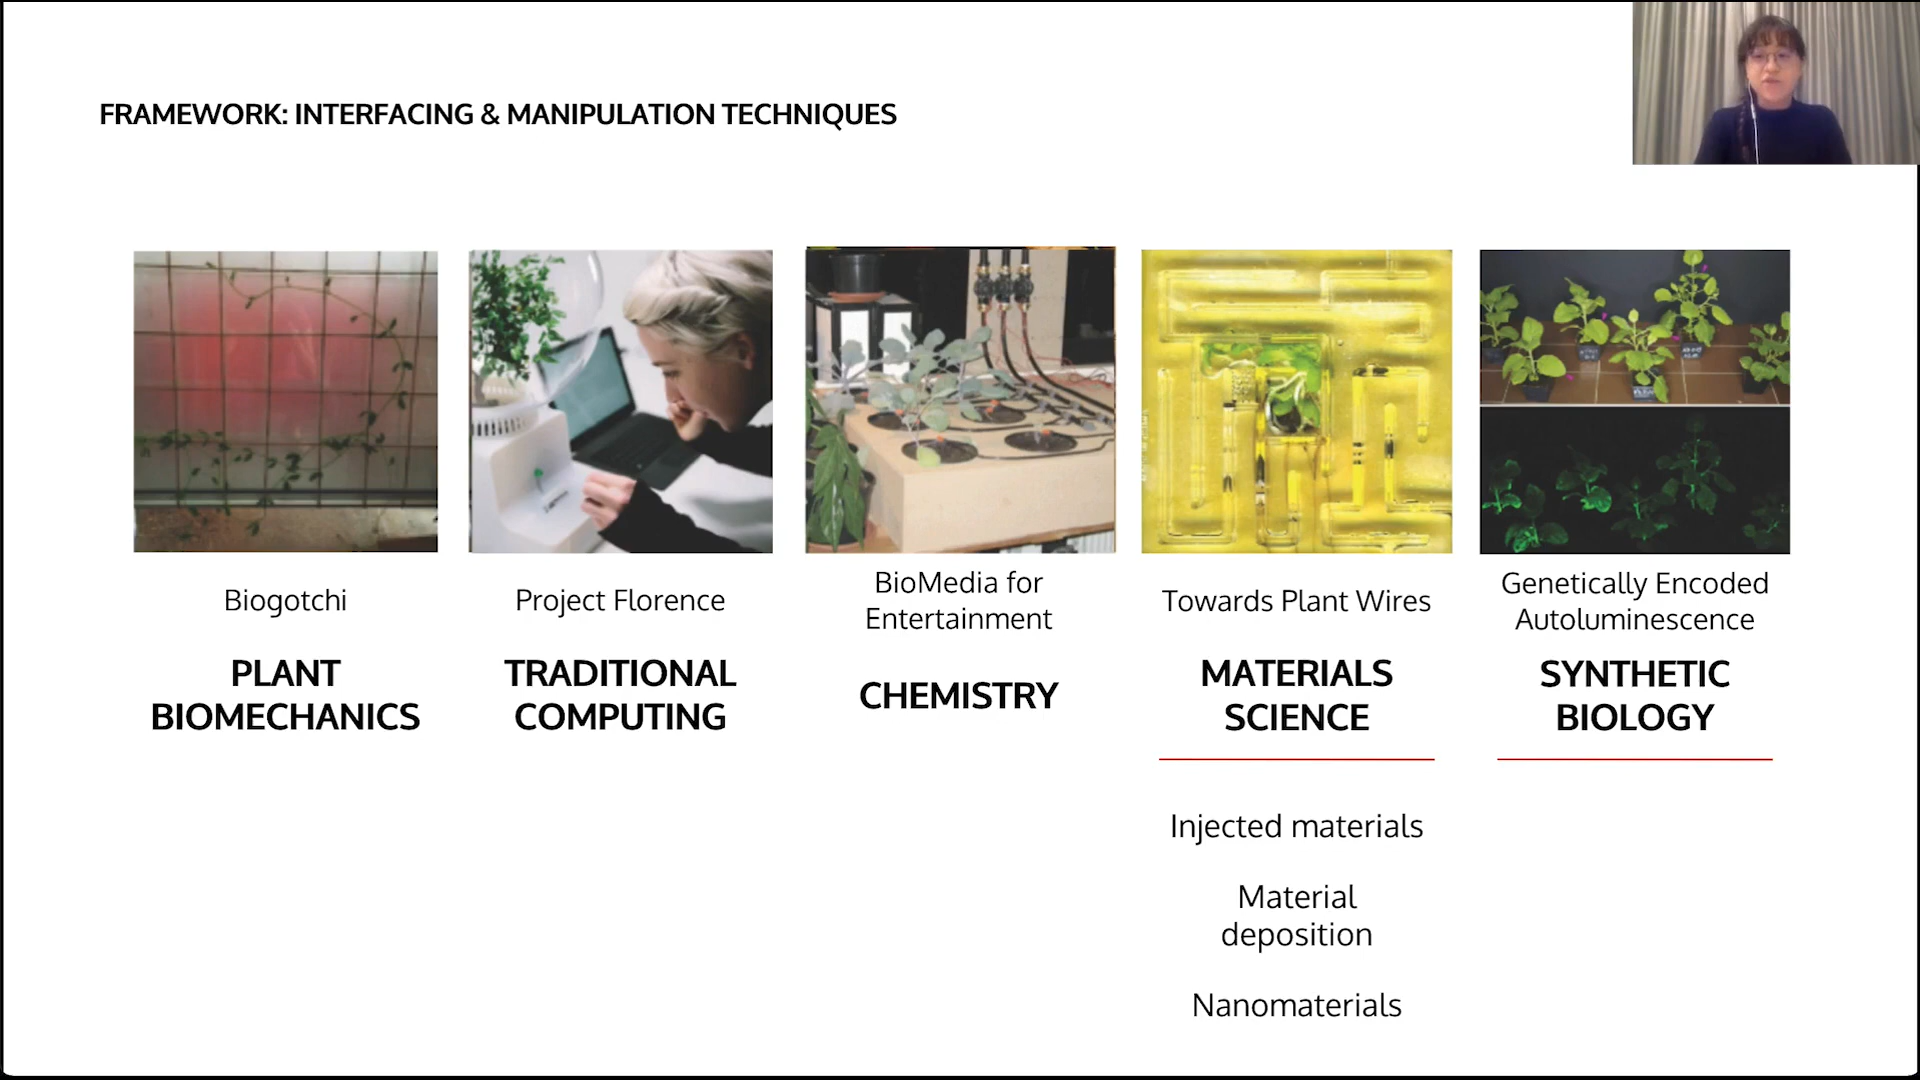 FRAMEWORK: INTERFACING & MANIPULATION TECHNIQUES
Biogotchi
PLANT
BIOMECHANICS
Project Florence
TRADITIONAL
COMPUTING
BioMedia for
Entertainment
CHEMISTRY
Towards Plant Wires
MATERIALS
SCIENCE
Injected materials
Material
deposition
Nanomaterials
Genetically Encoded
Autoluminescence
SYNTHETIC
BIOLOGY